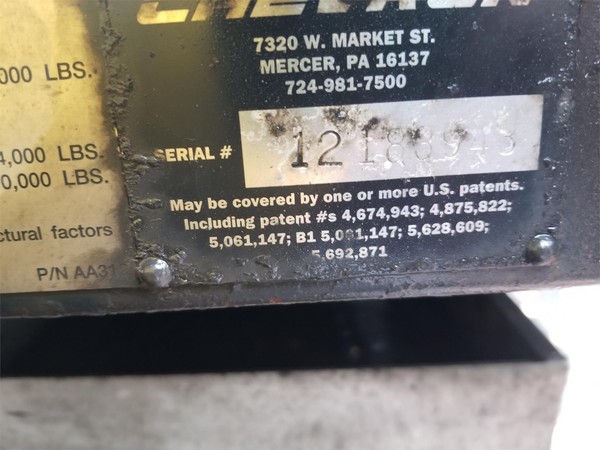 CHEVRON
7320 W. MARKET ST.
MERCER, PA 16137
724-981-7500
SERIAL #
May be covered by one or more U.S. patents.
Including patent #s 4,674,943; 4,875,822;
5,061,147; B1 5,061,147; 5,628,609;
5,692,871
000 LBS.
4,000 LBS.
0,000 LBS.
ctural factors
P/N AA31